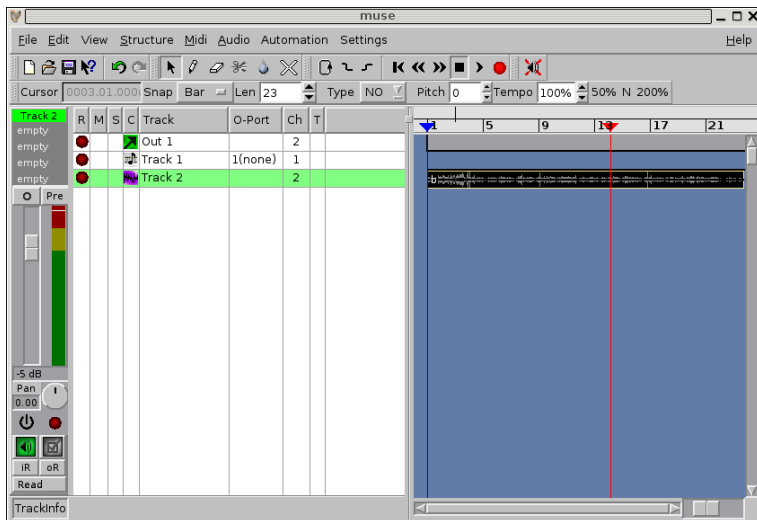 muse
File Edit View Structure Midi Audio Automation Settings Help
Cursor 0003.01.000 Snap Bar Len 23 Type NO Pitch 0 Tempo 100% 50% N 200%
Track 2
empty
empty
empty
empty
O Pre
-5 dB
Pan
0.00
iR oR
Read
TrackInfo
R M S C Track O-Port Ch T
Out 1 2
Track 1 1(none) 1
Track 2 2
1 5 9 13 17 21